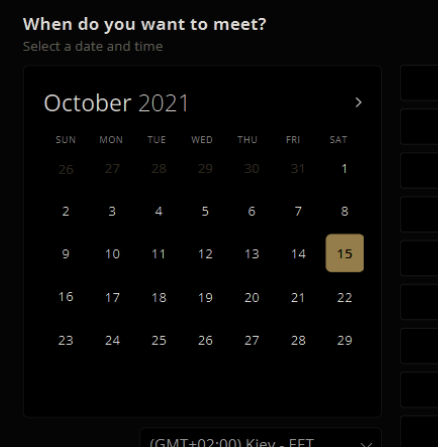 When do you want to meet?
Select a date and time
October 2021
SUN MON TUE WED THU FRI SAT
26 27 28 29 30 31 1
2 3 4 5 6 7 8
9 10 11 12 13 14 15
16 17 18 19 20 21 22
23 24 25 26 27 28 29
(GMT+02:00) Kiev - EET